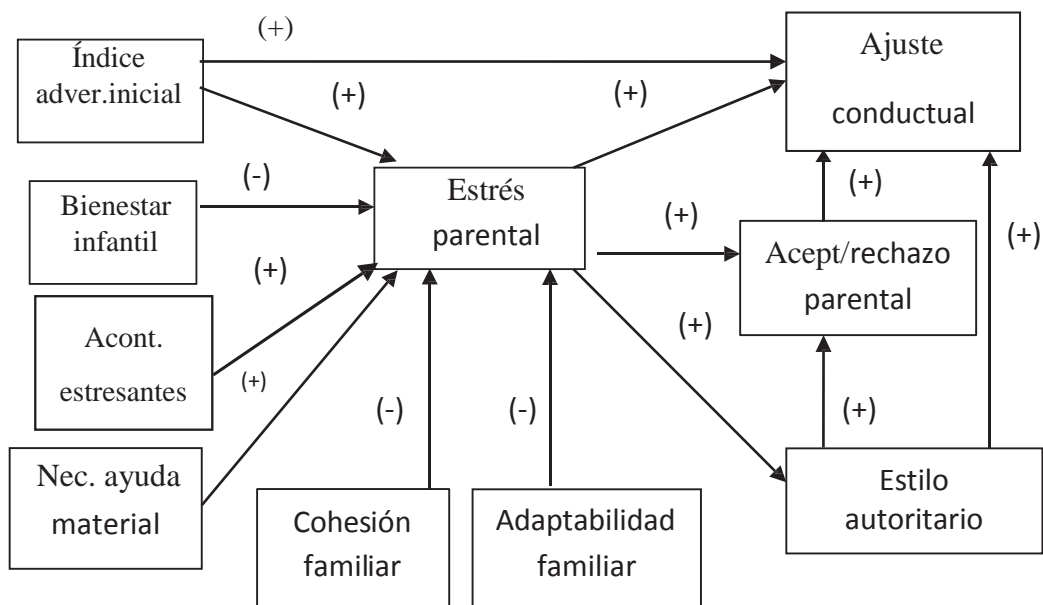 (+)
Índice
adver.inicial
Ajuste
conductual
(+)
(+)
(-)
Bienestar
infantil
Estrés
parental
(+)
(+)
(+)
Acept/rechazo
parental
(+)
Acont.
estresantes
(+)
(+)
(-)
(-)
(+)
Nec. ayuda
material
Cohesión
familiar
Adaptabilidad
familiar
Estilo
autoritario